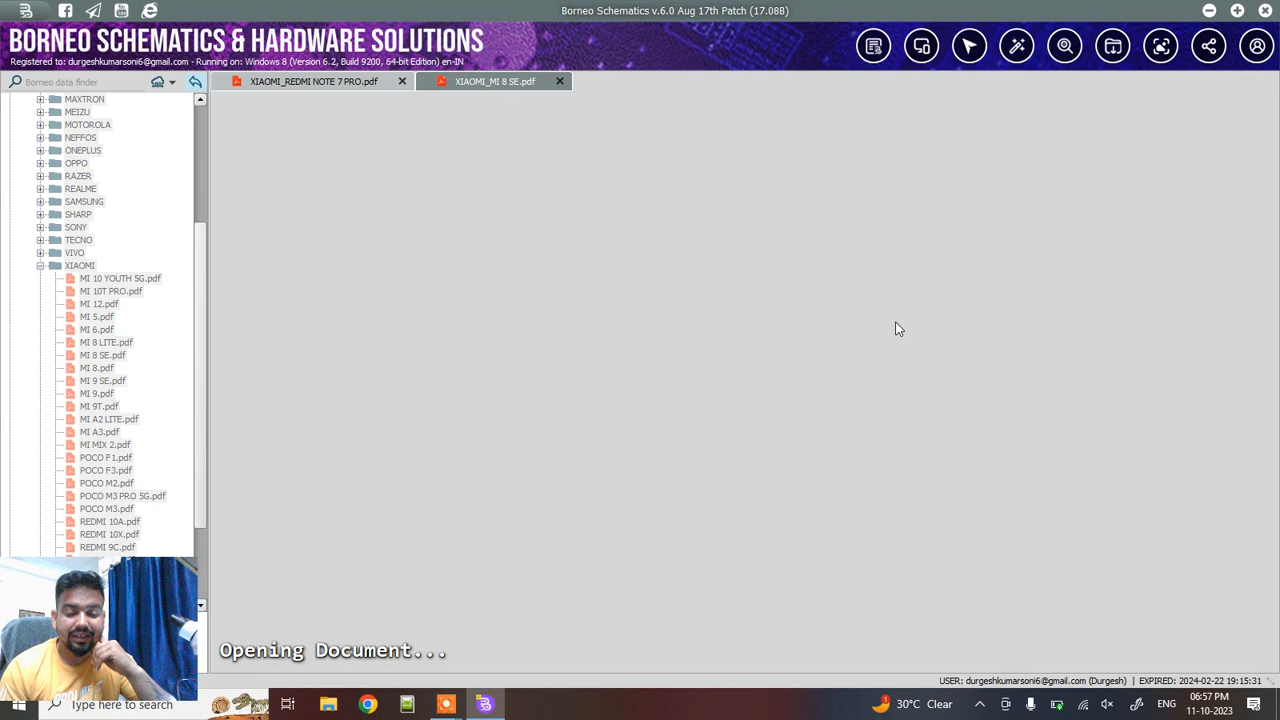 Borneo Schematics v.6.0 Aug 17th Patch (17.08B)
BORNEO SCHEMATICS & HARDWARE SOLUTIONS
Registered to: durgeshkumarsoni6@gmail.com - Running on: Windows 8 (Version 6.2, Build 9200, 64-bit Edition) en-IN
Borneo data finder
XIAOMI_REDMI NOTE 7 PRO.pdf
XIAOMI_MI 8 SE.pdf
MAXTRON
MEIZU
MOTOROLA
NEFFOS
ONEPLUS
OPPO
RAZER
REALME
SAMSUNG
SHARP
SONY
TECNO
VIVO
XIAOMI
MI 10 YOUTH 5G.pdf
MI 10T PRO.pdf
MI 12.pdf
MI 5.pdf
MI 6.pdf
MI 8 LITE.pdf
MI 8 SE.pdf
MI 8.pdf
MI 9 SE.pdf
MI 9.pdf
MI 9T.pdf
MI A2 LITE.pdf
MI A3.pdf
MI MIX 2.pdf
POCO F1.pdf
POCO F3.pdf
POCO M2.pdf
POCO M3 PRO 5G.pdf
POCO M3.pdf
REDMI 10A.pdf
REDMI 10X.pdf
REDMI 9C.pdf
Opening Document...
USER: durgeshkumarsoni6@gmail.com (Durgesh) | EXPIRED: 2024-02-22 19:15:31
Type here to search
30°C Clear
ENG
06:57 PM
11-10-2023